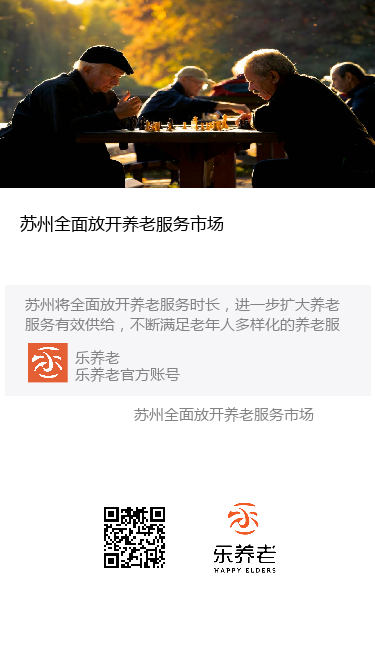 苏州全面放开养老服务市场
苏州将全面放开养老服务时长，进一步扩大养老
服务有效供给，不断满足老年人多样化的养老服
乐养老
乐养老官方账号
苏州全面放开养老服务市场
乐养老
HAPPY ELDERS